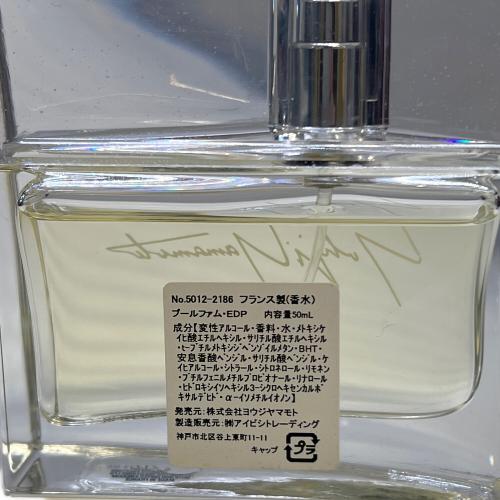 Yohji Yamamoto
No.5012-2186 フランス製(香水)
プールファム・EDP 内容量50mL
成分【変性アルコール・香料・水・メトキシケイ
ヒ酸エチルヘキシル・サリチル酸エチルヘキシル
・t-ブチルメトキシジベンゾイルメタン・BHT・
安息香酸ベンジル・サリチル酸ベンジル・ケ
イヒアルコール・シトラール・シトロネロール・リモネン
・ブチルフェニルメチルプロピオナール・リナロール
・ヒドロキシイソヘキシル3-シクロヘキセンカルボ
キサルデヒド・α-イソメチルイオノン】
発売元:株式会社ヨウジヤマモト
製造販売元:㈱アイビシトレーディング
神戸市北区谷上東町11-11
キャップ プラ